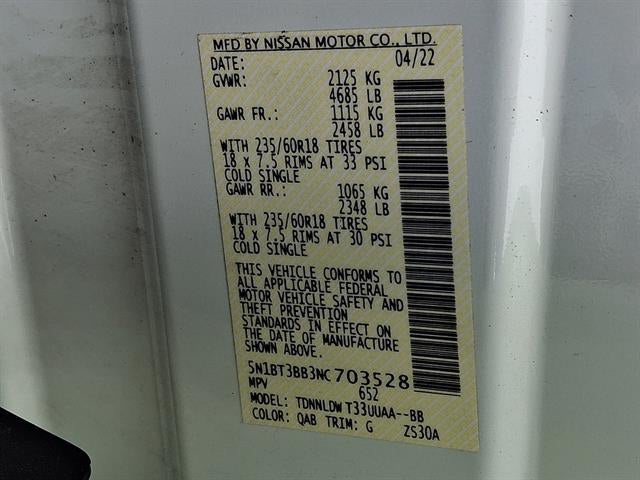 MFD BY NISSAN MOTOR CO., LTD.
DATE: 04/22
GVWR: 2125 KG
4685 LB
GAWR FR.: 1115 KG
2458 LB
WITH 235/60R18 TIRES
18 x 7.5 RIMS AT 33 PSI
COLD SINGLE
GAWR RR.: 1065 KG
2348 LB
WITH 235/60R18 TIRES
18 x 7.5 RIMS AT 30 PSI
COLD SINGLE
THIS VEHICLE CONFORMS TO
ALL APPLICABLE FEDERAL
MOTOR VEHICLE SAFETY AND
THEFT PREVENTION
STANDARDS IN EFFECT ON
THE DATE OF MANUFACTURE
SHOWN ABOVE.
5N1BT3BB3NC703528
MPV 652
MODEL: TDNNLDW T33UUAA--BB
COLOR: QAB TRIM: G ZS30A